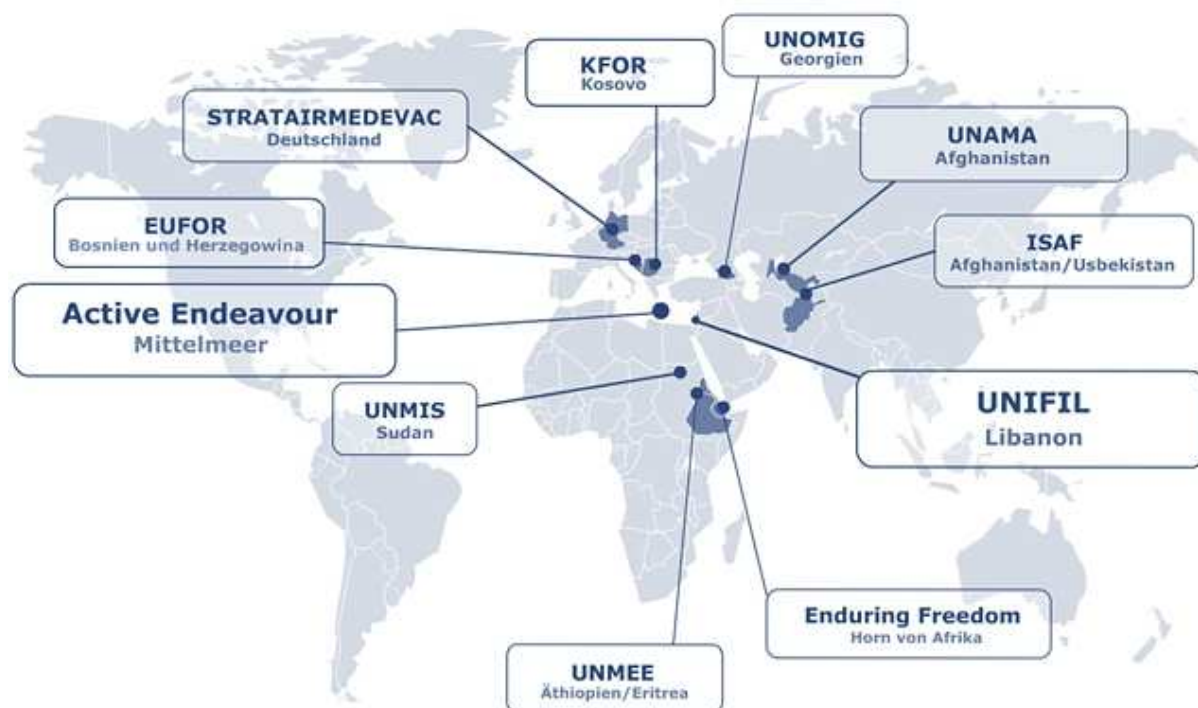 UNOMIG
Georgien
KFOR
Kosovo
STRATAIRMEDEVAC
Deutschland
UNAMA
Afghanistan
EUFOR
Bosnien und Herzegowina
ISAF
Afghanistan/Usbekistan
Active Endeavour
Mittelmeer
UNIFIL
Libanon
UNMIS
Sudan
Enduring Freedom
Horn von Afrika
UNMEE
Äthiopien/Eritrea